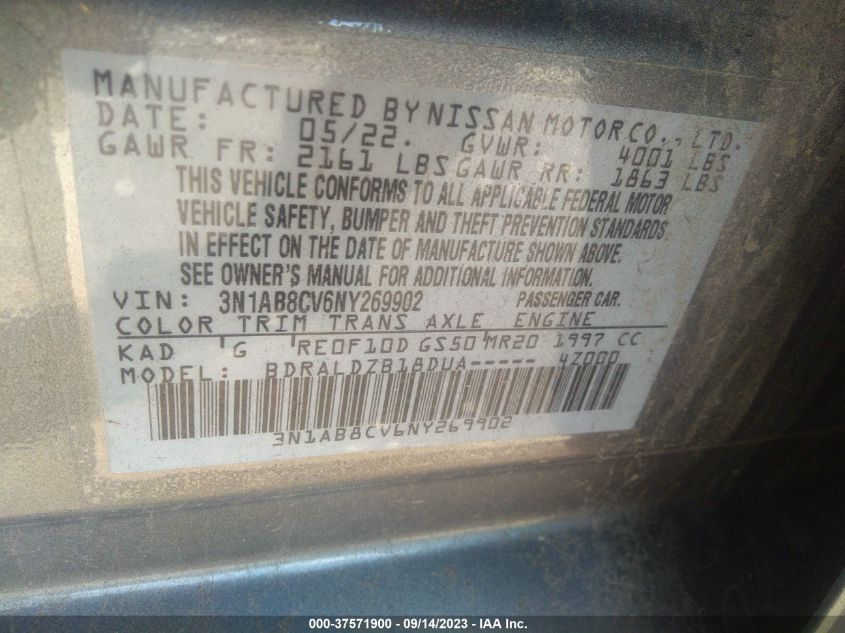 MANUFACTURED BY NISSAN MOTOR CO., LTD.
DATE: 05/22. GVWR: 4001 LBS
GAWR FR: 2161 LBS GAWR RR: 1863 LBS
THIS VEHICLE CONFORMS TO ALL APPLICABLE FEDERAL MOTOR
VEHICLE SAFETY, BUMPER AND THEFT PREVENTION STANDARDS
IN EFFECT ON THE DATE OF MANUFACTURE SHOWN ABOVE.
SEE OWNER'S MANUAL FOR ADDITIONAL INFORMATION.
VIN: 3N1AB8CV6NY269902 PASSENGER CAR.
COLOR TRIM TRANS AXLE ENGINE
KAD G RE0F10D GS50 MR20 1997 CC
MODEL: BDRALDZB18DUA----- 4Z000
3N1AB8CV6NY269902
000-37571900 - 09/14/2023 - IAA Inc.